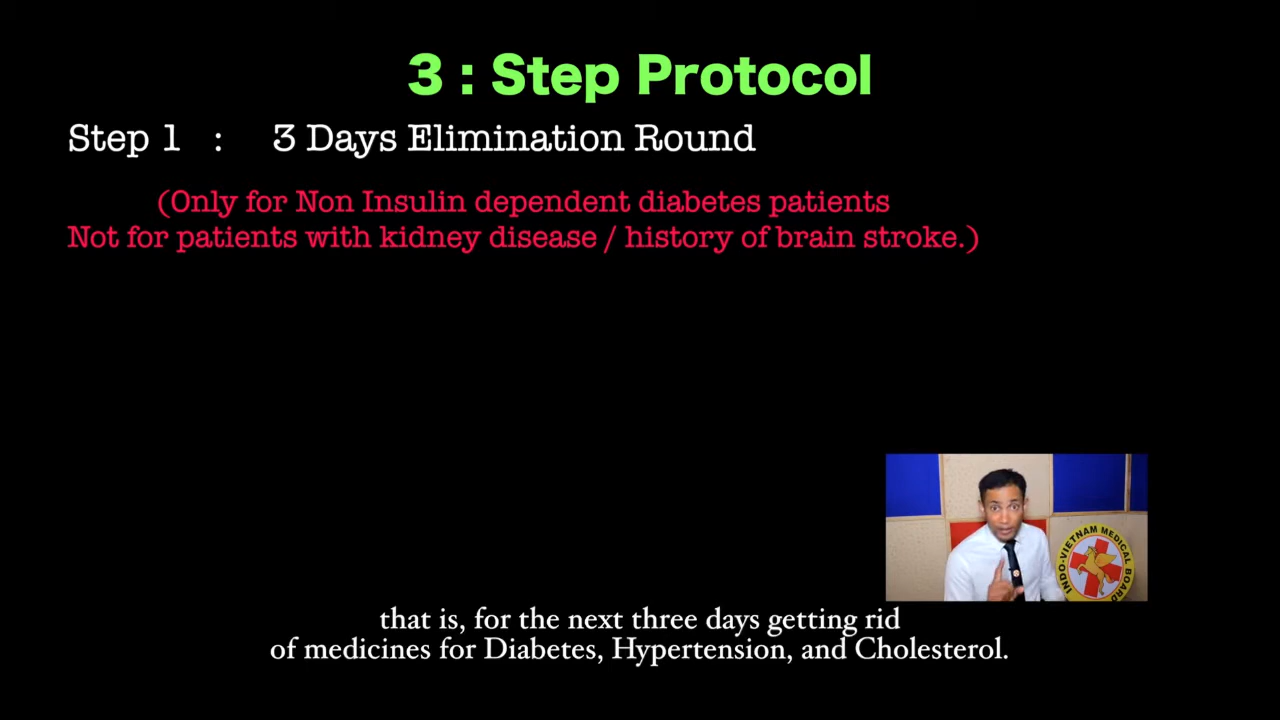 3 : Step Protocol
Step 1 : 3 Days Elimination Round
(Only for Non Insulin dependent diabetes patients
Not for patients with kidney disease / history of brain stroke.)
INDO-VIETNAM MEDICAL BOARD
that is, for the next three days getting rid
of medicines for Diabetes, Hypertension, and Cholesterol.